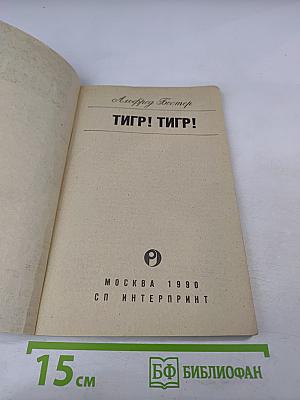 Альфред Бестер
ТИГР! ТИГР!
МОСКВА 1990
СП ИНТЕРПРИНТ
15 см
БФ БИБЛИОФАН